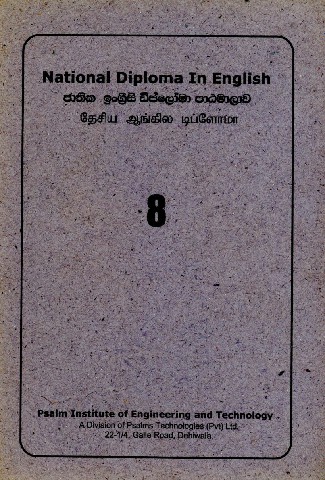 National Diploma In English
ජාතික ඉංග්‍රීසි ඩිප්ලෝමා පාඨමාලාව
தேசிய ஆங்கில டிப்ளோமா
8
Psalm Institute of Engineering and Technology
A Division of Psalms Technologies (Pvt) Ltd.
22-1/4, Galle Road, Dehiwala.